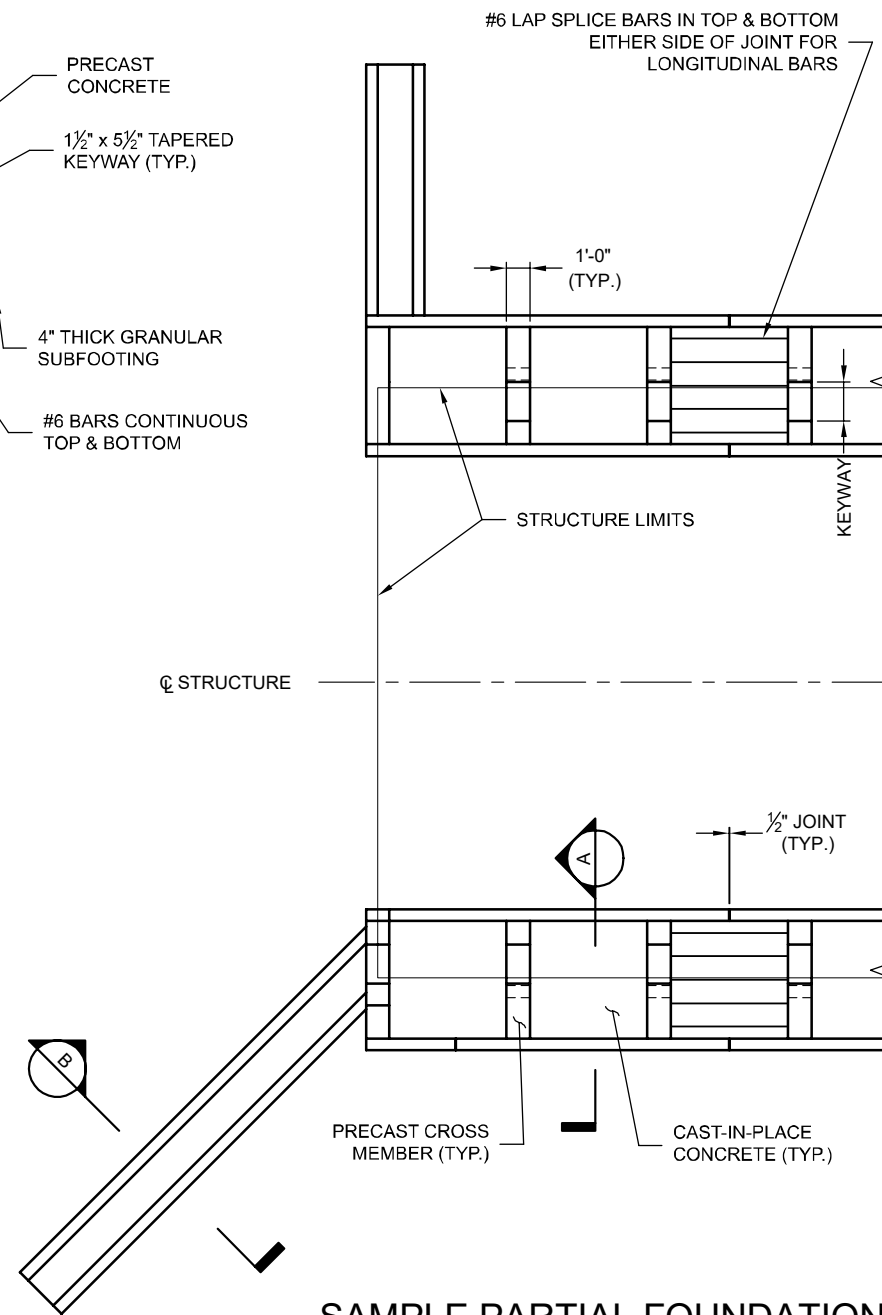 #6 LAP SPLICE BARS IN TOP & BOTTOM
EITHER SIDE OF JOINT FOR
LONGITUDINAL BARS
PRECAST
CONCRETE
1½" x 5½" TAPERED
KEYWAY (TYP.)
1'-0"
(TYP.)
4" THICK GRANULAR
SUBFOOTING
#6 BARS CONTINUOUS
TOP & BOTTOM
KEYWAY
STRUCTURE LIMITS
℄ STRUCTURE
½" JOINT
(TYP.)
A
B
PRECAST CROSS
MEMBER (TYP.)
CAST-IN-PLACE
CONCRETE (TYP.)
SAMPLE PARTIAL FOUNDATION